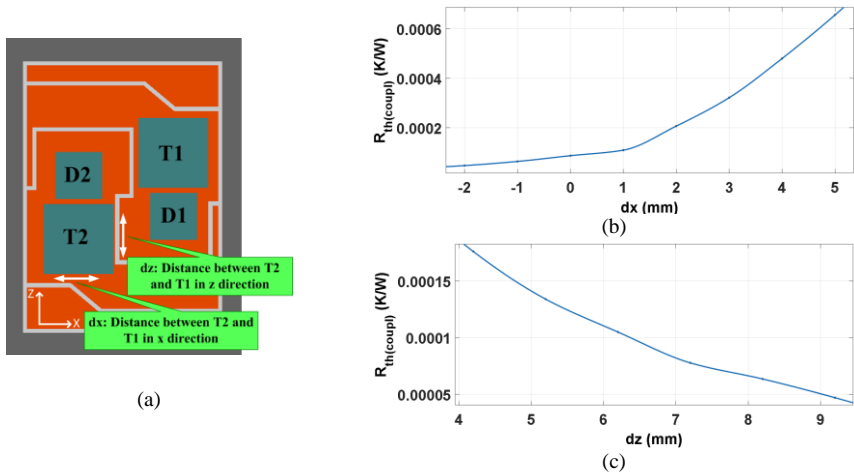 T1
D2
D1
T2
dz: Distance between T2
and T1 in z direction
dx: Distance between T2 and
T1 in x direction
Z
X
(a)
R_th(coupl) (K/W)
0.0006
0.0004
0.0002
-2 -1 0 1 2 3 4 5
dx (mm)
(b)
R_th(coupl) (K/W)
0.00015
0.0001
0.00005
4 5 6 7 8 9
dz (mm)
(c)